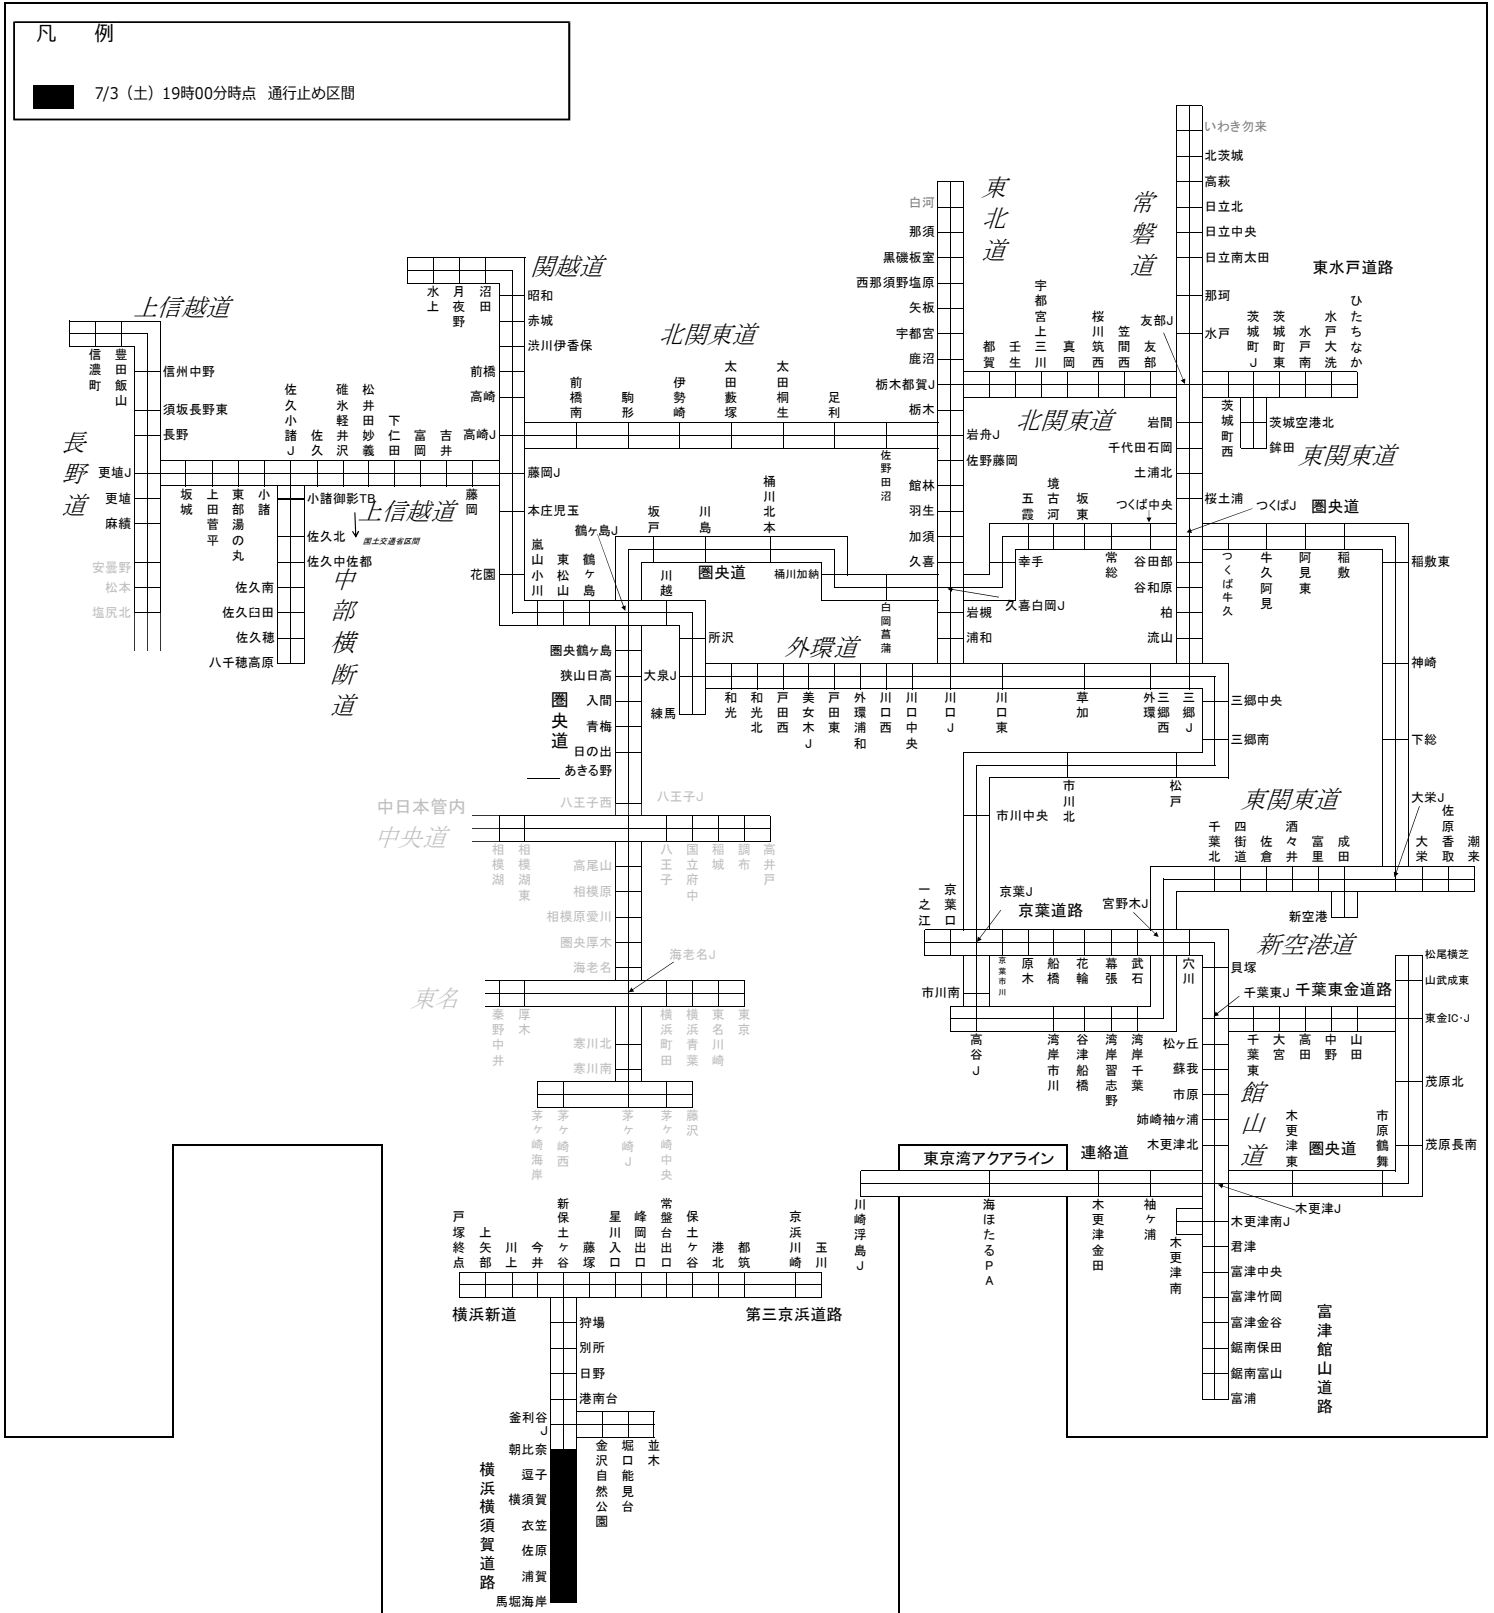 凡　例
7/3（土）19時00分時点 通行止め区間
いわき勿来
北茨城
高萩
日立北
日立中央
日立南太田
那珂
水戸
常磐道
東水戸道路
東北道
白河
那須
黒磯板室
西那須野塩原
矢板
宇都宮
鹿沼
栃木都賀J
栃木
岩舟J
佐野藤岡
館林
羽生
加須
久喜
岩槻
浦和
都賀
壬生
宇都宮上三川
真岡
桜川筑西
笠間西
友部
友部J
茨城町J
茨城町東
水戸南
水戸大洗
ひたちなか
北関東道
茨城町西
茨城空港北
鉾田
東関東道
岩間
千代田石岡
土浦北
桜土浦
つくばJ
圏央道
つくば中央
谷田部
谷和原
柏
流山
関越道
水上
月夜野
沼田
昭和
赤城
渋川伊香保
前橋
高崎
高崎J
藤岡J
本庄児玉
花園
北関東道
前橋南
駒形
伊勢崎
太田藪塚
太田桐生
足利
佐野田沼
上信越道
信濃町
豊田飯山
信州中野
須坂長野東
長野
更埴J
更埴
麻績
安曇野
松本
塩尻北
長野道
坂城
上田菅平
東部湯の丸
小諸
佐久小諸J
佐久
碓氷軽井沢
松井田妙義
下仁田
富岡
吉井
藤岡
上信越道
小諸御影TB
国土交通省区間
佐久北
佐久中佐都
佐久南
佐久臼田
佐久穂
八千穂高原
中部横断道
嵐山小川
東松山
鶴ヶ島
鶴ヶ島J
坂戸
川島
桶川北本
川越
圏央道
桶川加納
白岡菖蒲
久喜白岡J
幸手
五霞
境古河
坂東
常総
つくば牛久
牛久阿見
阿見東
稲敷
稲敷東
神崎
下総
大栄J
所沢
大泉J
練馬
外環道
和光
和光北
戸田西
美女木J
戸田東
外環浦和
川口西
川口中央
川口J
川口東
草加
外環三郷西
三郷J
三郷中央
三郷南
松戸
市川北
市川中央
圏央鶴ヶ島
狭山日高
入間
青梅
日の出
あきる野
圏央道
八王子西
八王子J
中日本管内
中央道
相模湖
相模湖東
八王子
国立府中
稲城
調布
高井戸
高尾山
相模原
相模原愛川
圏央厚木
海老名
海老名J
東名
秦野中井
厚木
横浜町田
横浜青葉
東名川崎
東京
寒川北
寒川南
茅ヶ崎海岸
茅ヶ崎西
茅ヶ崎J
茅ヶ崎中央
藤沢
東関東道
千葉北
四街道
佐倉
酒々井
富里
成田
大栄
佐原香取
潮来
新空港
新空港道
一之江
京葉口
京葉J
京葉道路
宮野木J
京葉市川
原木
船橋
花輪
幕張
武石
穴川
貝塚
市川南
高谷J
湾岸市川
谷津船橋
湾岸習志野
湾岸千葉
千葉東J
千葉東金道路
千葉東
大宮
高田
中野
山田
松尾横芝
山武成東
東金IC・J
茂原北
茂原長南
松ヶ丘
蘇我
市原
姉崎袖ヶ浦
木更津北
館山道
木更津東
圏央道
市原鶴舞
東京湾アクアライン
連絡道
川崎浮島J
海ほたるPA
木更津金田
袖ヶ浦
木更津J
木更津南J
木更津南
君津
富津中央
富津竹岡
富津金谷
鋸南保田
鋸南富山
富浦
富津館山道路
戸塚終点
上矢部
川上
今井
新保土ヶ谷
藤塚
星川入口
峰岡出口
常盤台出口
保土ヶ谷
港北
都筑
京浜川崎
玉川
横浜新道
第三京浜道路
狩場
別所
日野
港南台
釜利谷J
金沢自然公園
堀口能見台
並木
朝比奈
逗子
横須賀
衣笠
佐原
浦賀
馬堀海岸
横浜横須賀道路